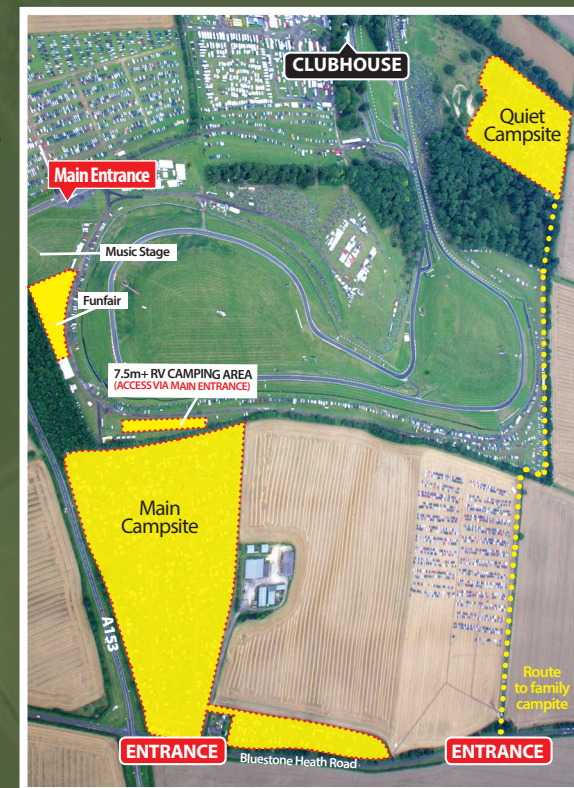 CLUBHOUSE
Quiet
Campsite
Main Entrance
Music Stage
Funfair
7.5m+ RV CAMPING AREA
(ACCESS VIA MAIN ENTRANCE)
Main
Campsite
A153
Route
to family
campite
ENTRANCE
ENTRANCE
Bluestone Heath Road